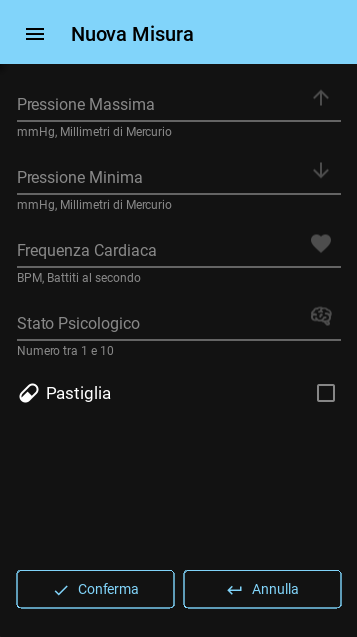 Nuova Misura
Pressione Massima
mmHg, Millimetri di Mercurio
Pressione Minima
mmHg, Millimetri di Mercurio
Frequenza Cardiaca
BPM, Battiti al secondo
Stato Psicologico
Numero tra 1 e 10
Pastiglia
Conferma
Annulla